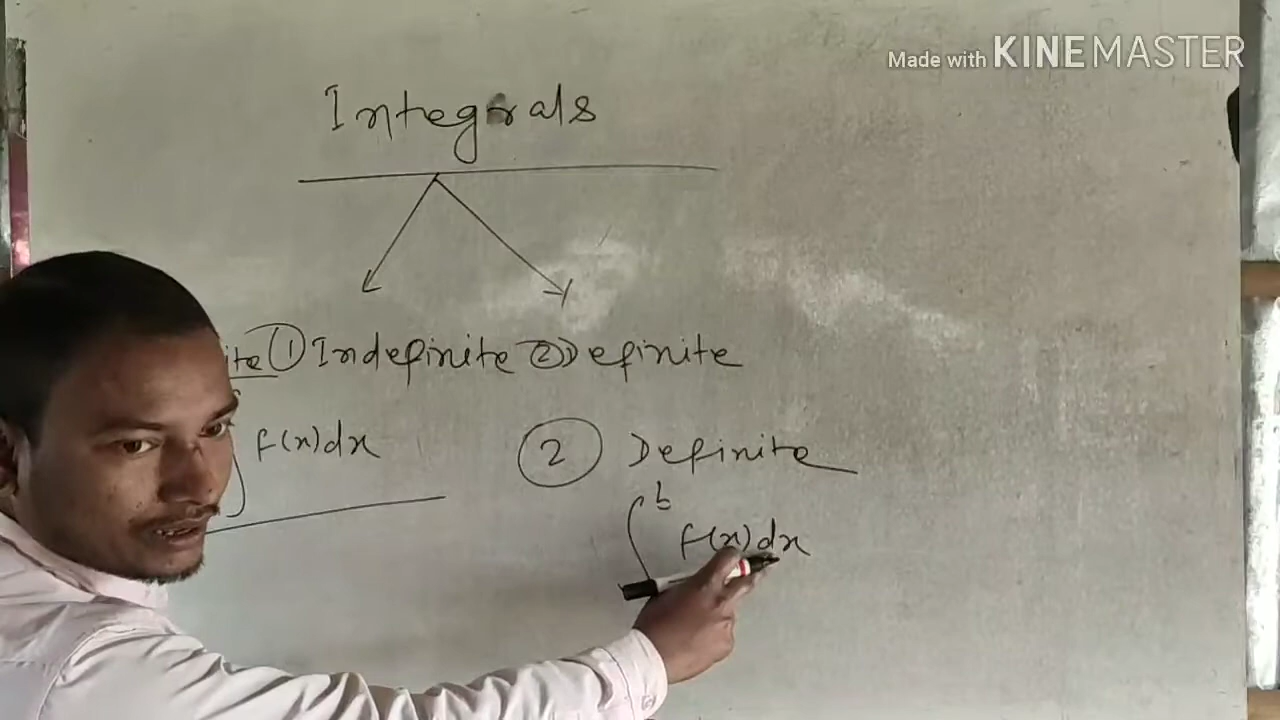 Made with KINEMASTER
Integrals
ite ① Indefinite ② Definite
∫ f(x)dx
② Definite
∫ b f(x)dx